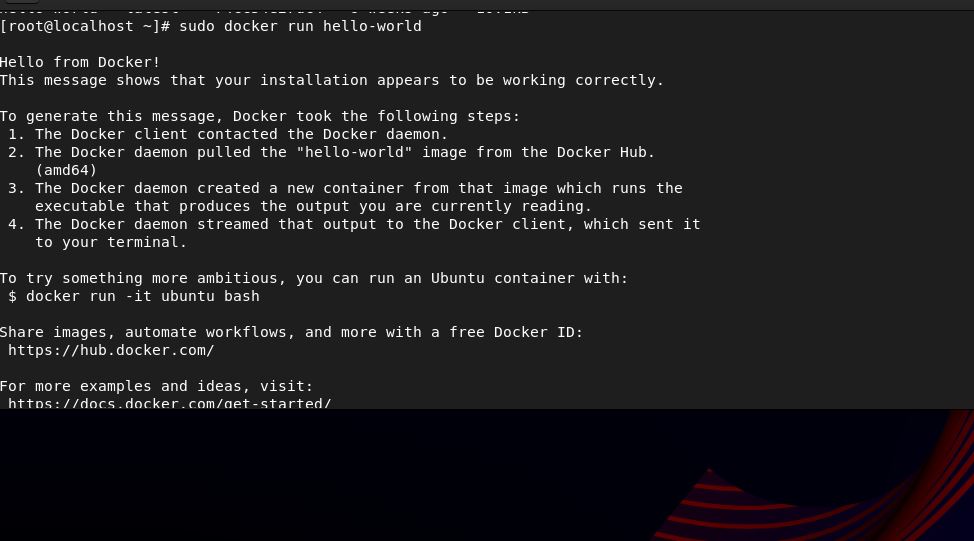 [root@localhost ~]# sudo docker run hello-world
Hello from Docker!
This message shows that your installation appears to be working correctly.
To generate this message, Docker took the following steps:
1. The Docker client contacted the Docker daemon.
2. The Docker daemon pulled the "hello-world" image from the Docker Hub.
(amd64)
3. The Docker daemon created a new container from that image which runs the
executable that produces the output you are currently reading.
4. The Docker daemon streamed that output to the Docker client, which sent it
to your terminal.
To try something more ambitious, you can run an Ubuntu container with:
$ docker run -it ubuntu bash
Share images, automate workflows, and more with a free Docker ID:
https://hub.docker.com/
For more examples and ideas, visit:
https://docs.docker.com/get-started/